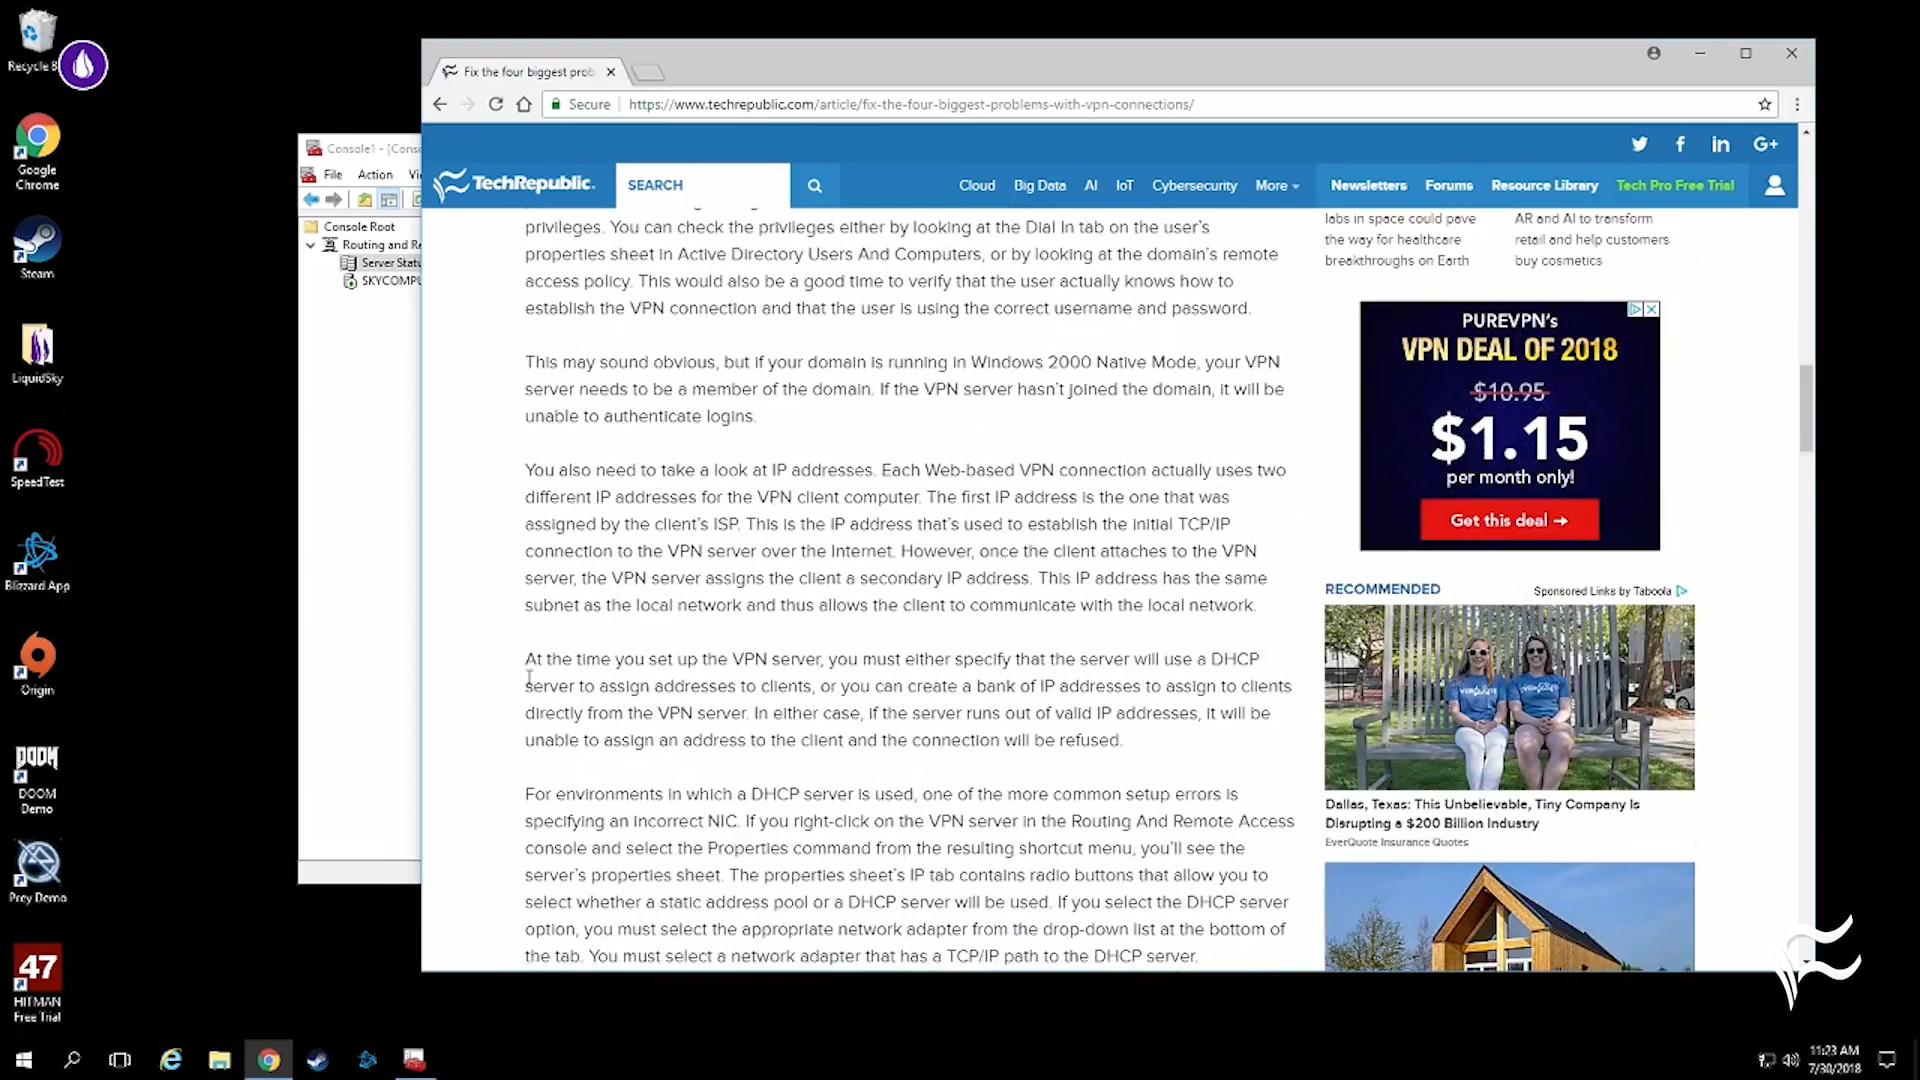 Recycle B
Google
Chrome
Steam
LiquidSky
SpeedTest
Blizzard App
Origin
DOOM
DOOM
Demo
Prey Demo
47
HITMAN
Free Trial
Console1 - [Cons
File Action Vi
Console Root
Routing and Re
Server Statu
SKYCOMPU
Fix the four biggest prob
Secure https://www.techrepublic.com/article/fix-the-four-biggest-problems-with-vpn-connections/
in G+
TechRepublic. SEARCH Cloud Big Data AI IoT Cybersecurity More Newsletters Forums Resource Library Tech Pro Free Trial
privileges. You can check the privileges either by looking at the Dial In tab on the user's
properties sheet in Active Directory Users And Computers, or by looking at the domain's remote
access policy. This would also be a good time to verify that the user actually knows how to
establish the VPN connection and that the user is using the correct username and password.
This may sound obvious, but if your domain is running in Windows 2000 Native Mode, your VPN
server needs to be a member of the domain. If the VPN server hasn't joined the domain, it will be
unable to authenticate logins.
You also need to take a look at IP addresses. Each Web-based VPN connection actually uses two
different IP addresses for the VPN client computer. The first IP address is the one that was
assigned by the client's ISP. This is the IP address that's used to establish the initial TCP/IP
connection to the VPN server over the Internet. However, once the client attaches to the VPN
server, the VPN server assigns the client a secondary IP address. This IP address has the same
subnet as the local network and thus allows the client to communicate with the local network.
At the time you set up the VPN server, you must either specify that the server will use a DHCP
server to assign addresses to clients, or you can create a bank of IP addresses to assign to clients
directly from the VPN server. In either case, if the server runs out of valid IP addresses, it will be
unable to assign an address to the client and the connection will be refused.
For environments in which a DHCP server is used, one of the more common setup errors is
specifying an incorrect NIC. If you right-click on the VPN server in the Routing And Remote Access
console and select the Properties command from the resulting shortcut menu, you'll see the
server's properties sheet. The properties sheet's IP tab contains radio buttons that allow you to
select whether a static address pool or a DHCP server will be used. If you select the DHCP server
option, you must select the appropriate network adapter from the drop-down list at the bottom of
the tab. You must select a network adapter that has a TCP/IP path to the DHCP server.
labs in space could pave
the way for healthcare
breakthroughs on Earth
AR and AI to transform
retail and help customers
buy cosmetics
PUREVPN's
VPN DEAL OF 2018
$10.95
$1.15
per month only!
Get this deal →
RECOMMENDED Sponsored Links by Taboola
Dallas, Texas: This Unbelievable, Tiny Company Is
Disrupting a $200 Billion Industry
EverQuote Insurance Quotes
11:23 AM
7/30/2018